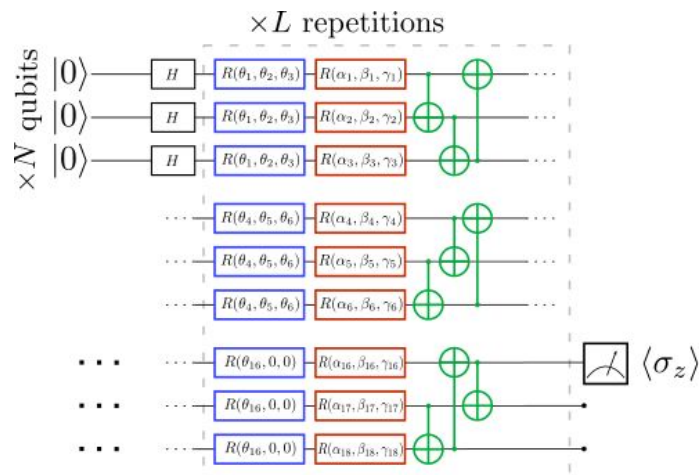 ×L repetitions
×N qubits
|0⟩ H R(θ₁, θ₂, θ₃) R(α₁, β₁, γ₁) ···
|0⟩ H R(θ₁, θ₂, θ₃) R(α₂, β₂, γ₂) ···
|0⟩ H R(θ₁, θ₂, θ₃) R(α₃, β₃, γ₃) ···
··· R(θ₄, θ₅, θ₆) R(α₄, β₄, γ₄) ···
··· R(θ₄, θ₅, θ₆) R(α₅, β₅, γ₅) ···
··· R(θ₄, θ₅, θ₆) R(α₆, β₆, γ₆) ···
··· ··· R(θ₁₆, 0, 0) R(α₁₆, β₁₆, γ₁₆) ⟨σ_z⟩
··· ··· R(θ₁₆, 0, 0) R(α₁₇, β₁₇, γ₁₇)
··· ··· R(θ₁₆, 0, 0) R(α₁₈, β₁₈, γ₁₈)